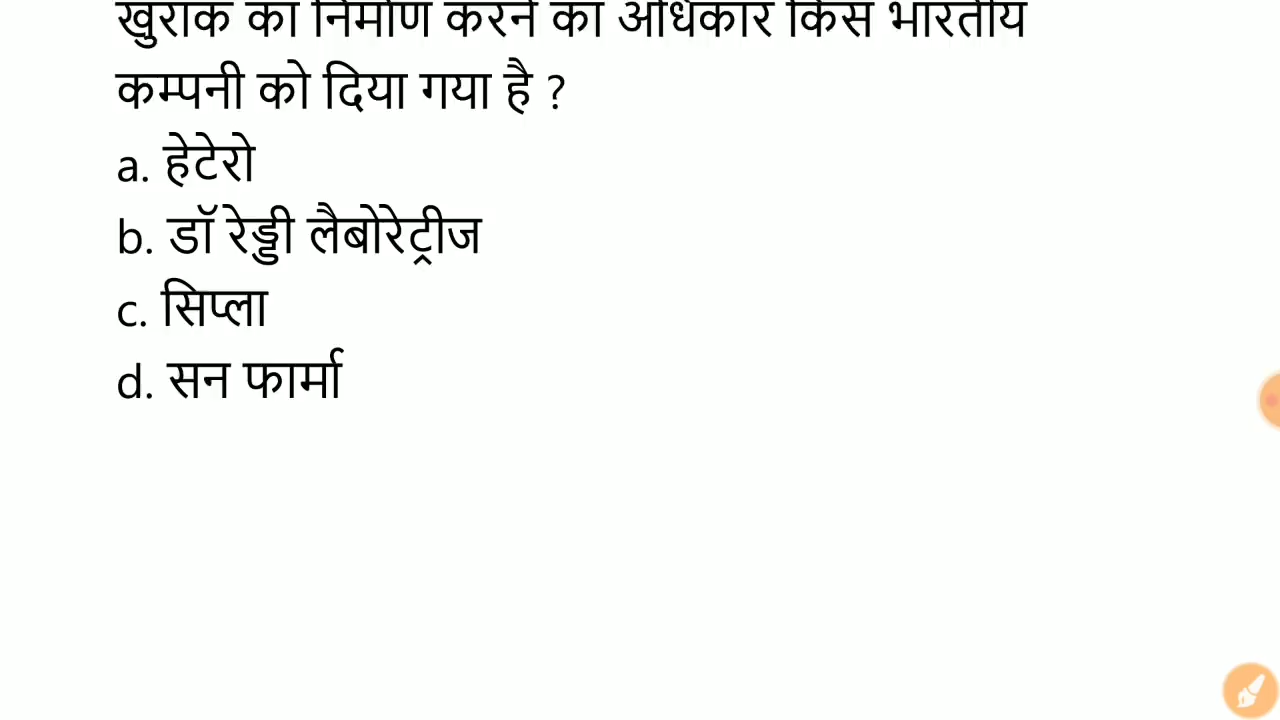 खुराक का निर्माण करने का अधिकार किस भारतीय
कम्पनी को दिया गया है ?
a. हेटेरो
b. डॉ रेड्डी लैबोरेट्रीज
c. सिप्ला
d. सन फार्मा